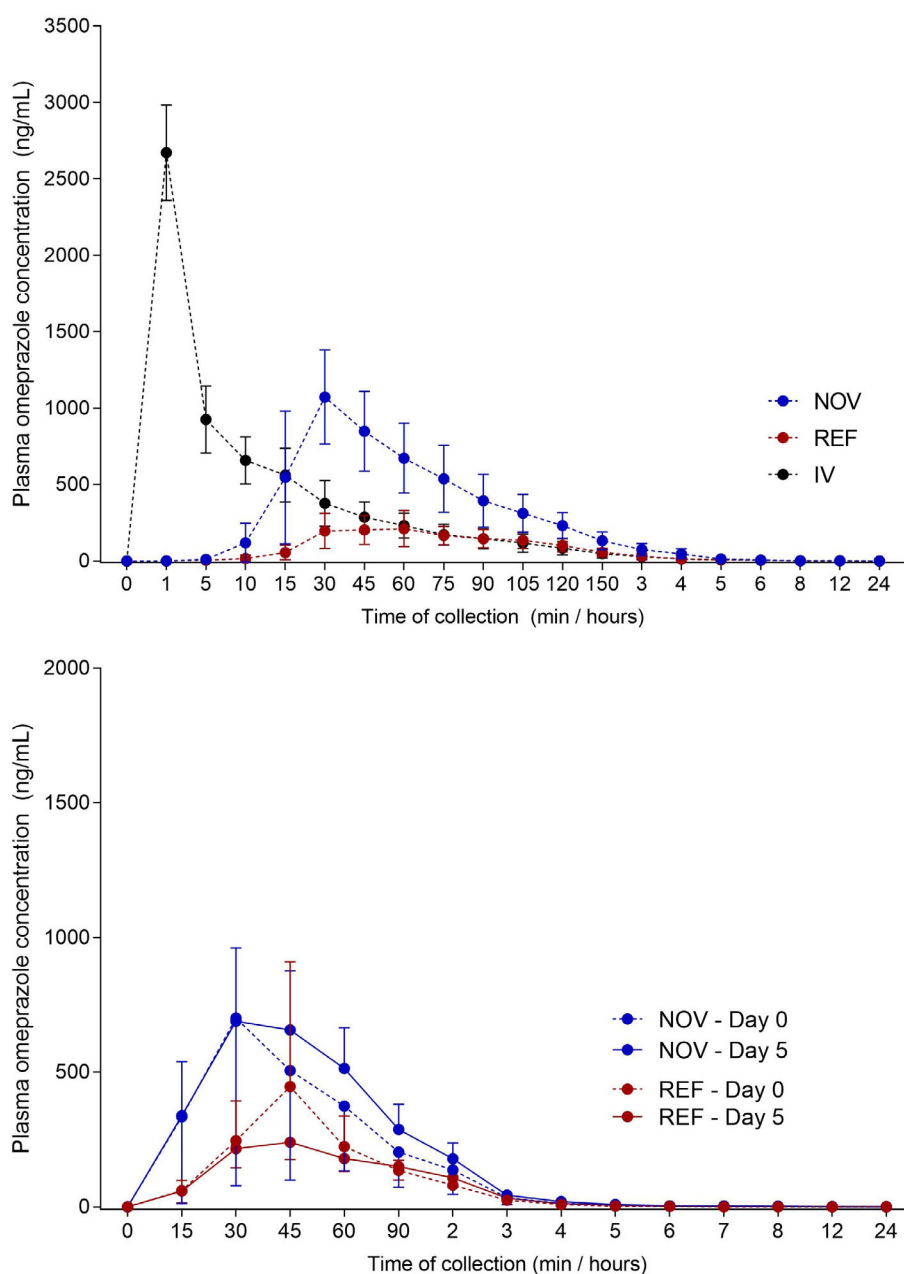 Plasma omeprazole concentration (ng/mL)
3500
3000
2500
2000
1500
1000
500
0
NOV
REF
IV
0 1 5 10 15 30 45 60 75 90 105 120 150 3 4 5 6 8 12 24
Time of collection (min / hours)
Plasma omeprazole concentration (ng/mL)
2000
1500
1000
500
0
NOV - Day 0
NOV - Day 5
REF - Day 0
REF - Day 5
0 15 30 45 60 90 2 3 4 5 6 7 8 12 24
Time of collection (min / hours)